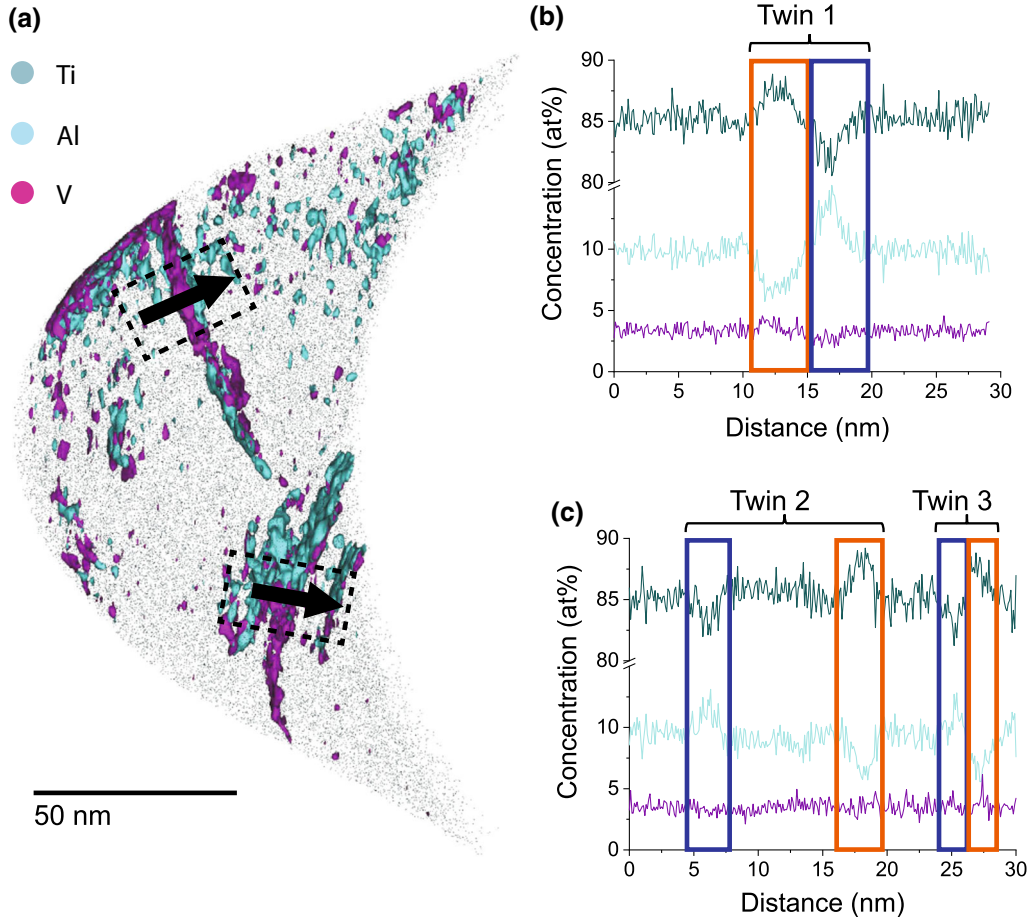 (a)
Ti
Al
V
50 nm
(b)
Twin 1
90
85
80
10
5
0
Concentration (at%)
0 5 10 15 20 25 30
Distance (nm)
(c)
Twin 2 Twin 3
90
85
80
10
5
0
Concentration (at%)
0 5 10 15 20 25 30
Distance (nm)